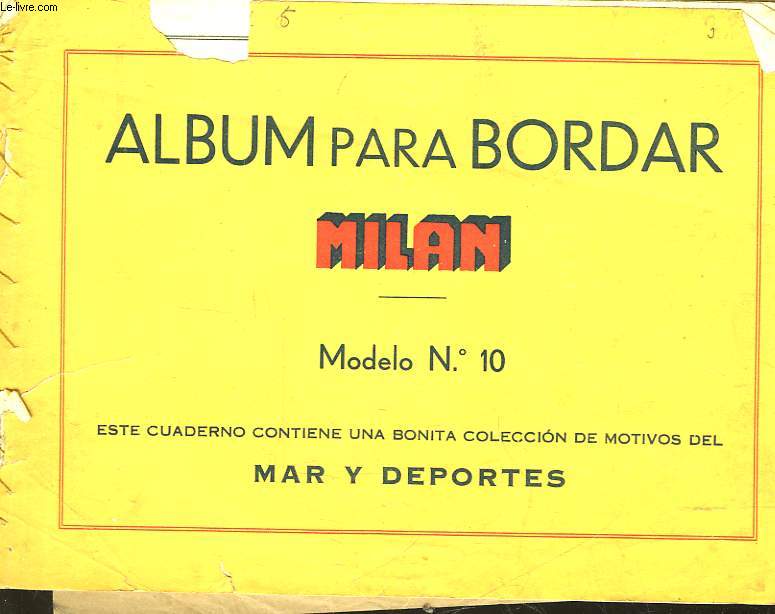 Le-livre.com
5
ALBUM PARA BORDAR
MILAN
Modelo N.º 10
ESTE CUADERNO CONTIENE UNA BONITA COLECCIÓN DE MOTIVOS DEL
MAR Y DEPORTES